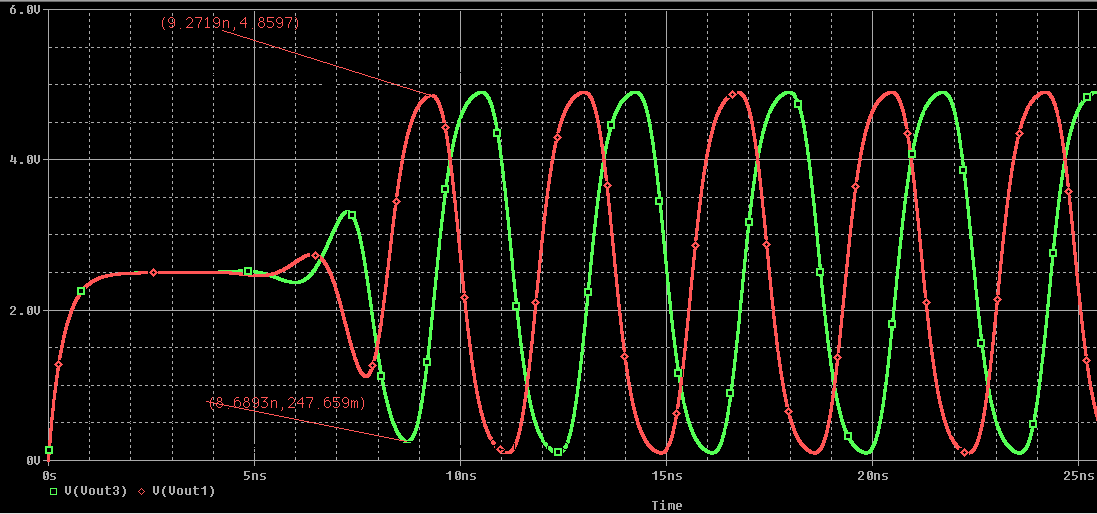 6.0V
(9.2719n,4.8597)
4.0V
2.0V
(8.6893n,247.659m)
0V
0s 5ns 10ns 15ns 20ns 25ns
V(Vout3) V(Vout1)
Time